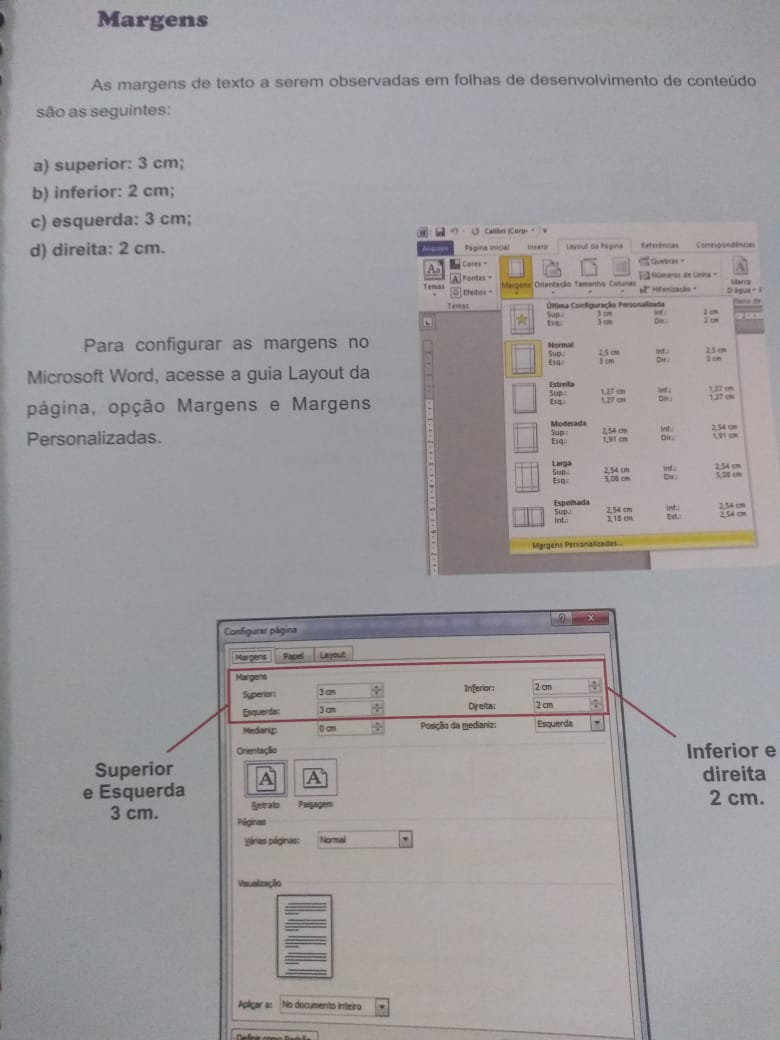 Margens
As margens de texto a serem observadas em folhas de desenvolvimento de conteúdo
são as seguintes:
a) superior: 3 cm;
b) inferior: 2 cm;
c) esquerda: 3 cm;
d) direita: 2 cm.
Para configurar as margens no
Microsoft Word, acesse a guia Layout da
página, opção Margens e Margens
Personalizadas.
Calibri (Corp
Arquivo Página Inicial Inserir Layout da Página Referências Correspondências
Temas Cores Fontes Efeitos Margens Orientação Tamanho Colunas Quebras Números de Linha Hifenização Marca D'água
Temas
Última Configuração Personalizada
Sup.: 3 cm Inf.: 2 cm
Esq.: 3 cm Dir.: 2 cm
Normal
Sup.: 2,5 cm Inf.: 2,5 cm
Esq.: 3 cm Dir.: 3 cm
Estreita
Sup.: 1,27 cm Inf.: 1,27 cm
Esq.: 1,27 cm Dir.: 1,27 cm
Moderada
Sup.: 2,54 cm Inf.: 2,54 cm
Esq.: 1,91 cm Dir.: 1,91 cm
Larga
Sup.: 2,54 cm Inf.: 2,54 cm
Esq.: 5,08 cm Dir.: 5,08 cm
Espelhada
Sup.: 2,54 cm Inf.: 2,54 cm
Int.: 3,18 cm Ext.: 2,54 cm
Margens Personalizadas...
Configurar página
Margens Papel Layout
Margens
Superior: 3 cm Inferior: 2 cm
Esquerda: 3 cm Direita: 2 cm
Medianiz: 0 cm Posição da medianiz: Esquerda
Orientação
Retrato Paisagem
Páginas
Várias páginas: Normal
Visualização
Aplicar a: No documento inteiro
Definir como Padrão
Superior
e Esquerda
3 cm.
Inferior e
direita
2 cm.